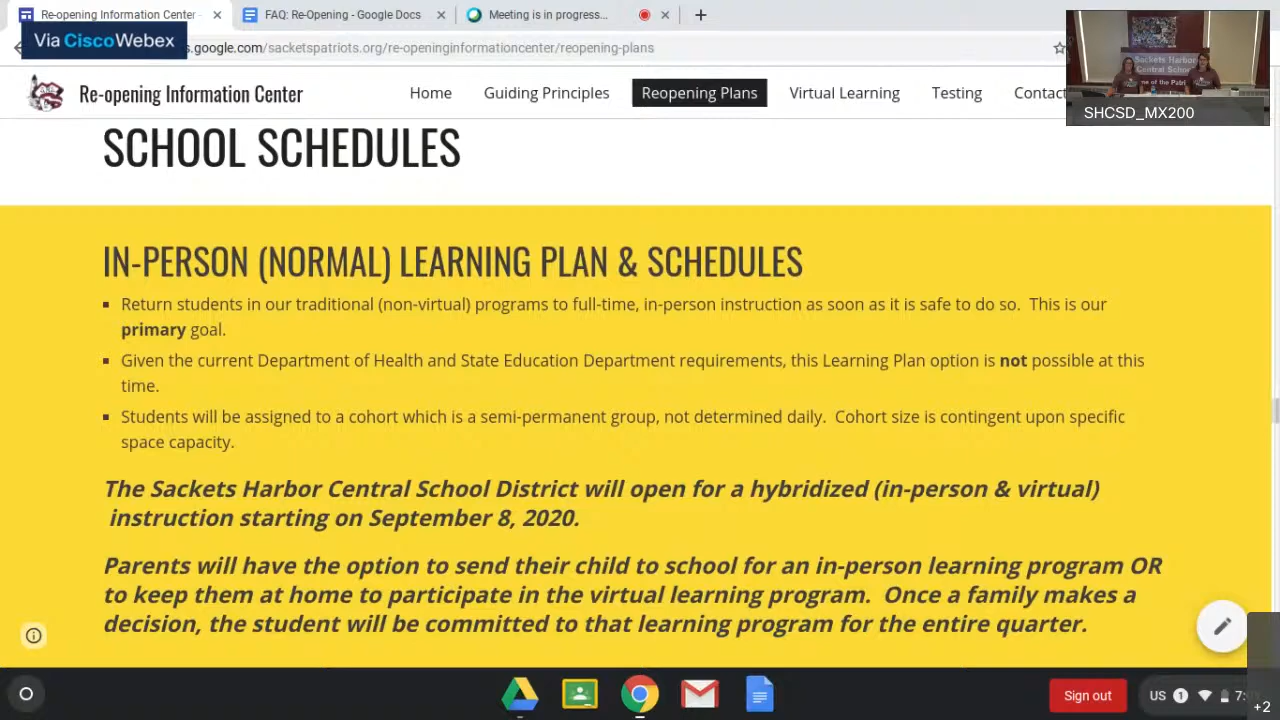 Re-opening Information Center
FAQ: Re-Opening - Google Docs
Meeting is in progress...
Via Cisco Webex
s.google.com/sacketspatriots.org/re-openinginformationcenter/reopening-plans
Re-opening Information Center
Home
Guiding Principles
Reopening Plans
Virtual Learning
Testing
Contact
Sackets Harbor
Central School
SHCSD_MX200
SCHOOL SCHEDULES
IN-PERSON (NORMAL) LEARNING PLAN & SCHEDULES
Return students in our traditional (non-virtual) programs to full-time, in-person instruction as soon as it is safe to do so. This is our
primary goal.
Given the current Department of Health and State Education Department requirements, this Learning Plan option is not possible at this
time.
Students will be assigned to a cohort which is a semi-permanent group, not determined daily. Cohort size is contingent upon specific
space capacity.
The Sackets Harbor Central School District will open for a hybridized (in-person & virtual)
instruction starting on September 8, 2020.
Parents will have the option to send their child to school for an in-person learning program OR
to keep them at home to participate in the virtual learning program. Once a family makes a
decision, the student will be committed to that learning program for the entire quarter.
Sign out
US
1
7:
+2